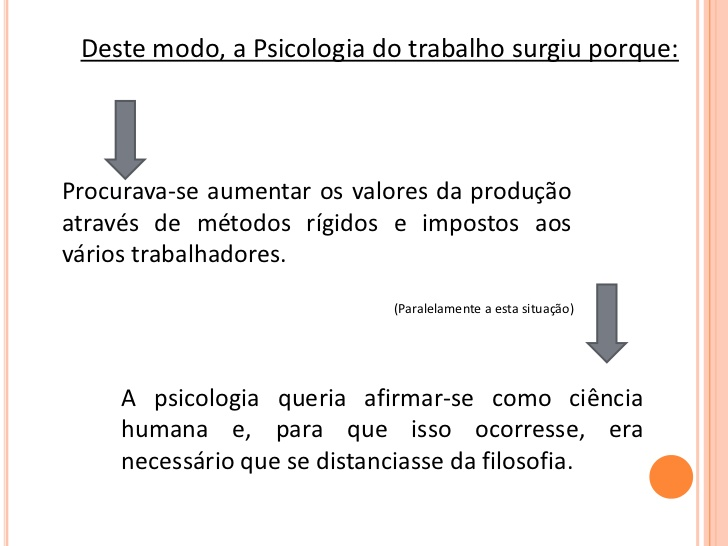 Deste modo, a Psicologia do trabalho surgiu porque:
Procurava-se aumentar os valores da produção
através de métodos rígidos e impostos aos
vários trabalhadores.
(Paralelamente a esta situação)
A psicologia queria afirmar-se como ciência
humana e, para que isso ocorresse, era
necessário que se distanciasse da filosofia.